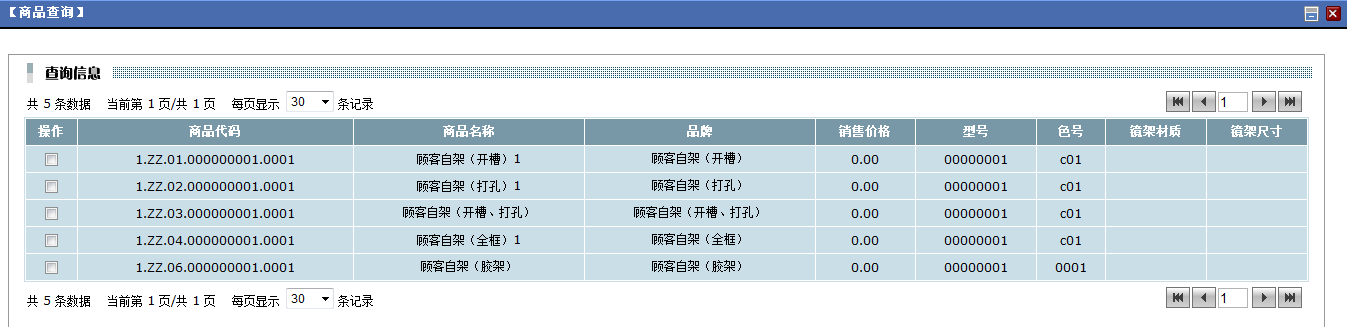 【商品查询】
查询信息
共 5 条数据 当前第 1 页/共 1 页 每页显示 30 条记录 1
操作 商品代码 商品名称 品牌 销售价格 型号 色号 镜架材质 镜架尺寸
1.ZZ.01.000000001.0001 顾客自架（开槽）1 顾客自架（开槽） 0.00 00000001 c01
1.ZZ.02.000000001.0001 顾客自架（打孔）1 顾客自架（打孔） 0.00 00000001 c01
1.ZZ.03.000000001.0001 顾客自架（开槽、打孔） 顾客自架（开槽、打孔） 0.00 00000001 c01
1.ZZ.04.000000001.0001 顾客自架（全框）1 顾客自架（全框） 0.00 00000001 c01
1.ZZ.06.000000001.0001 顾客自架（胶架） 顾客自架（胶架） 0.00 00000001 0001
共 5 条数据 当前第 1 页/共 1 页 每页显示 30 条记录 1